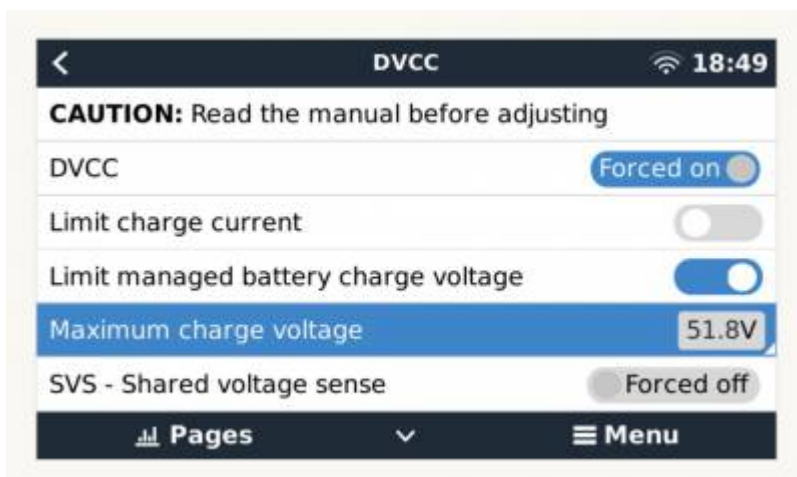 DVCC 18:49
CAUTION: Read the manual before adjusting
DVCC Forced on
Limit charge current
Limit managed battery charge voltage
Maximum charge voltage 51.8V
SVS - Shared voltage sense Forced off
Pages Menu